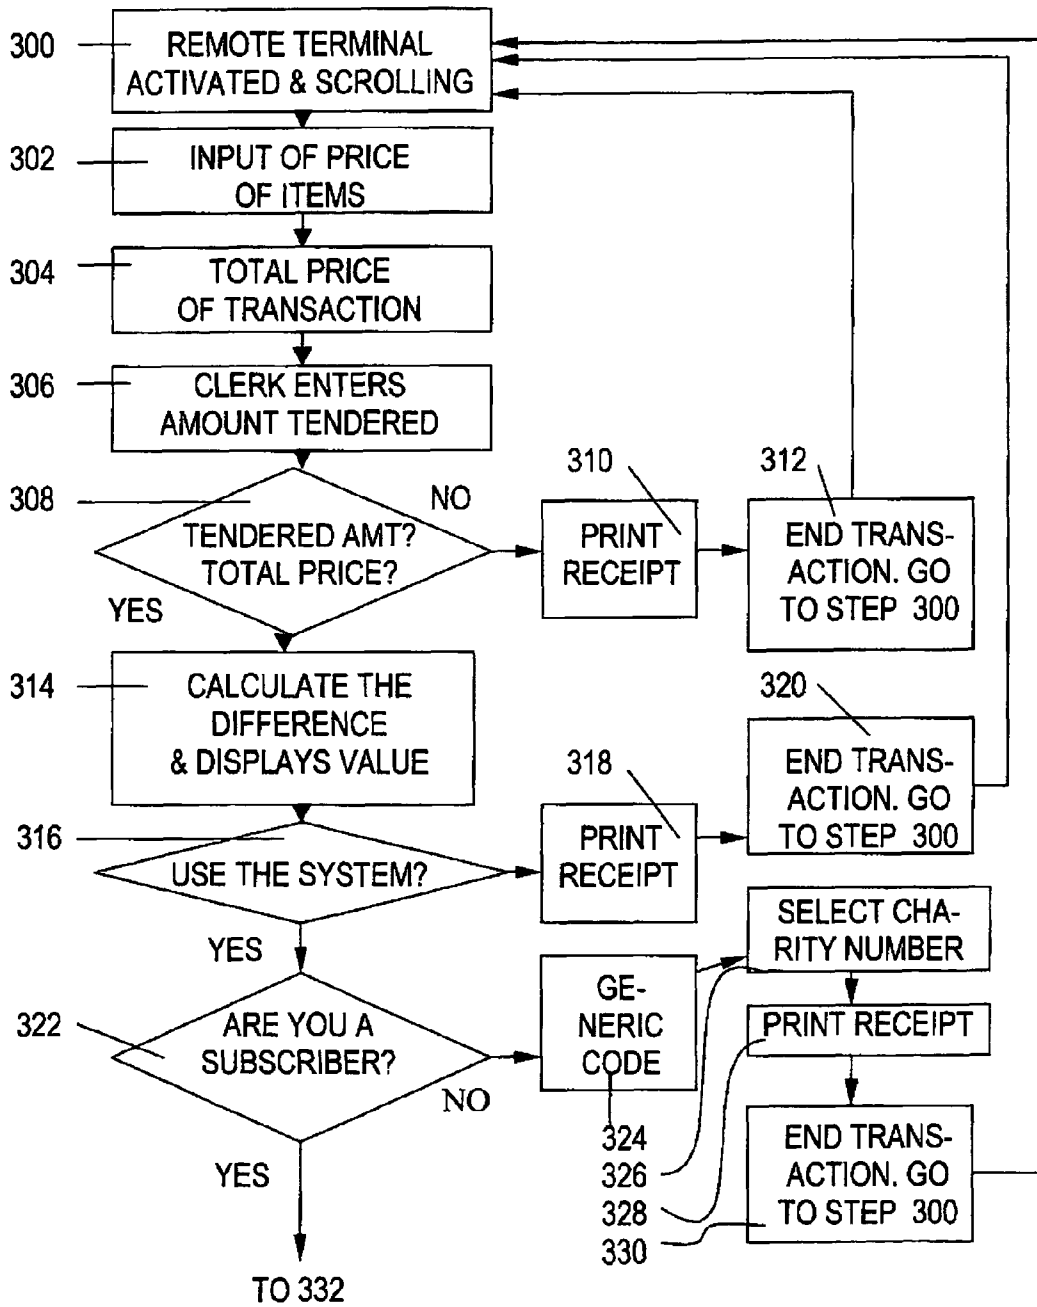 300
REMOTE TERMINAL
ACTIVATED & SCROLLING
302
INPUT OF PRICE
OF ITEMS
304
TOTAL PRICE
OF TRANSACTION
306
CLERK ENTERS
AMOUNT TENDERED
308
TENDERED AMT?
TOTAL PRICE?
NO
YES
310
PRINT
RECEIPT
312
END TRANS-
ACTION. GO
TO STEP 300
314
CALCULATE THE
DIFFERENCE
& DISPLAYS VALUE
316
USE THE SYSTEM?
YES
318
PRINT
RECEIPT
320
END TRANS-
ACTION. GO
TO STEP 300
322
ARE YOU A
SUBSCRIBER?
NO
YES
GE-
NERIC
CODE
324
SELECT CHA-
RITY NUMBER
326
PRINT RECEIPT
328
END TRANS-
ACTION. GO
TO STEP 300
330
TO 332